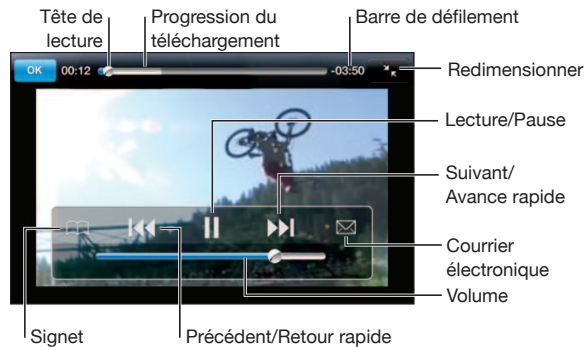 Tête de
lecture
Progression du
téléchargement
Barre de défilement
OK
00:12
-03:50
Redimensionner
Lecture/Pause
Suivant/
Avance rapide
Courrier
électronique
Volume
Signet
Précédent/Retour rapide